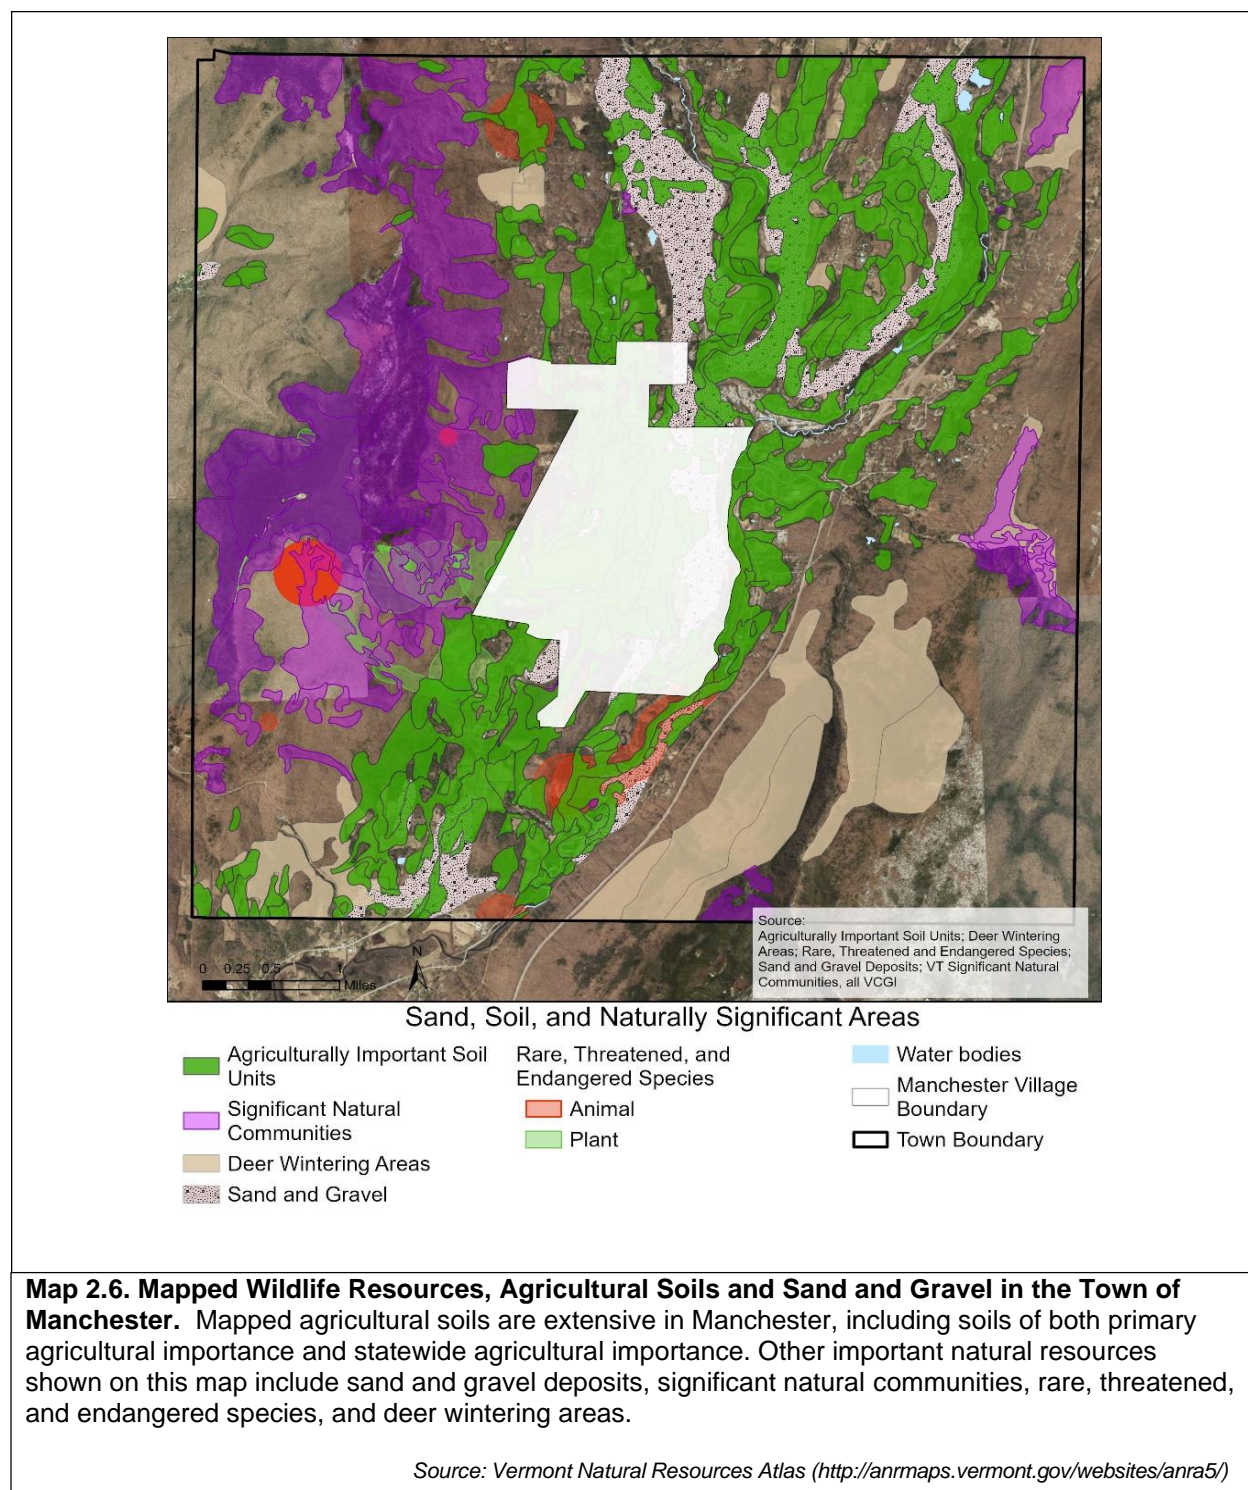 Source:
Agriculturally Important Soil Units; Deer Wintering
Areas; Rare, Threatened and Endangered Species;
Sand and Gravel Deposits; VT Significant Natural
Communities, all VCGI
N
0 0.25 0.5 1
Miles
Sand, Soil, and Naturally Significant Areas
Agriculturally Important Soil
Units
Significant Natural
Communities
Deer Wintering Areas
Sand and Gravel
Rare, Threatened, and
Endangered Species
Animal
Plant
Water bodies
Manchester Village
Boundary
Town Boundary
Map 2.6. Mapped Wildlife Resources, Agricultural Soils and Sand and Gravel in the Town of
Manchester. Mapped agricultural soils are extensive in Manchester, including soils of both primary
agricultural importance and statewide agricultural importance. Other important natural resources
shown on this map include sand and gravel deposits, significant natural communities, rare, threatened,
and endangered species, and deer wintering areas.
Source: Vermont Natural Resources Atlas (http://anrmaps.vermont.gov/websites/anra5/)